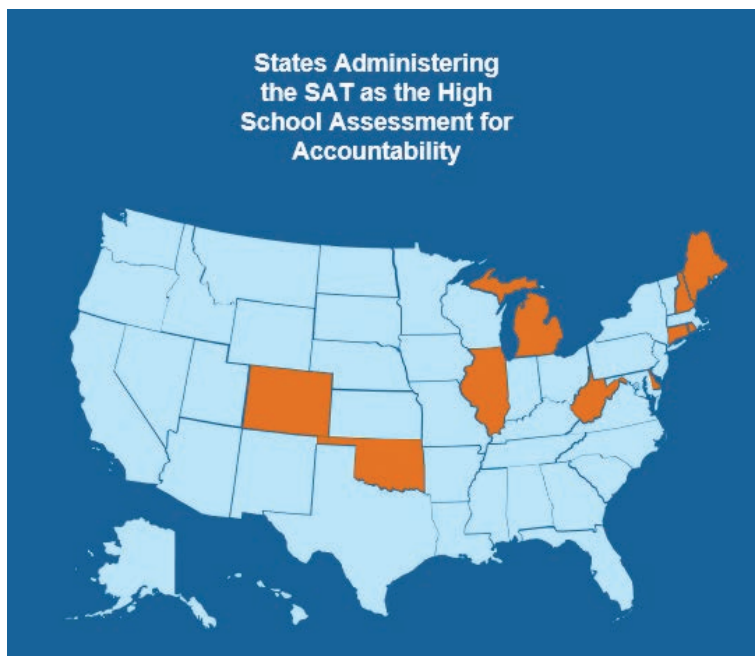 States Administering
the SAT as the High
School Assessment for
Accountability